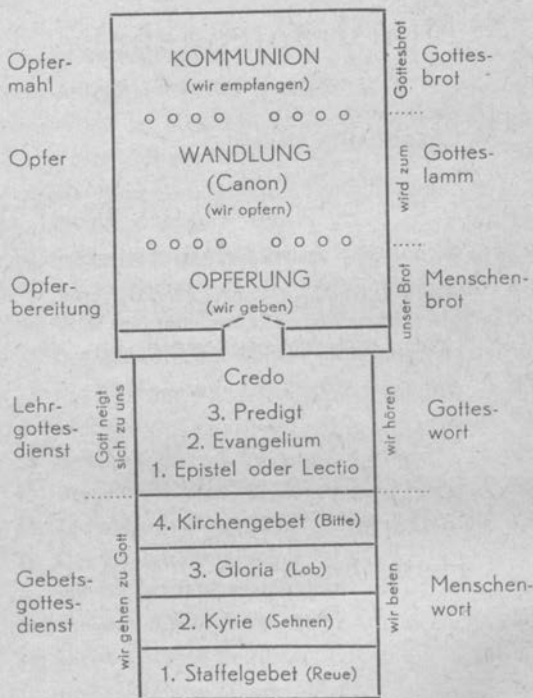 Opfer-
mahl
KOMMUNION
(wir empfangen)
Gottesbrot
Gottes-
brot
Opfer
WANDLUNG
(Canon)
(wir opfern)
wird zum
Gottes-
lamm
Opfer-
bereitung
OPFERUNG
(wir geben)
unser Brot
Menschen-
brot
Lehr-
gottes-
dienst
Gott neigt
sich zu uns
Credo
3. Predigt
2. Evangelium
1. Epistel oder Lectio
wir hören
Gottes-
wort
Gebets-
gottes-
dienst
wir gehen zu Gott
4. Kirchengebet (Bitte)
3. Gloria (Lob)
2. Kyrie (Sehnen)
1. Staffelgebet (Reue)
wir beten
Menschen-
wort